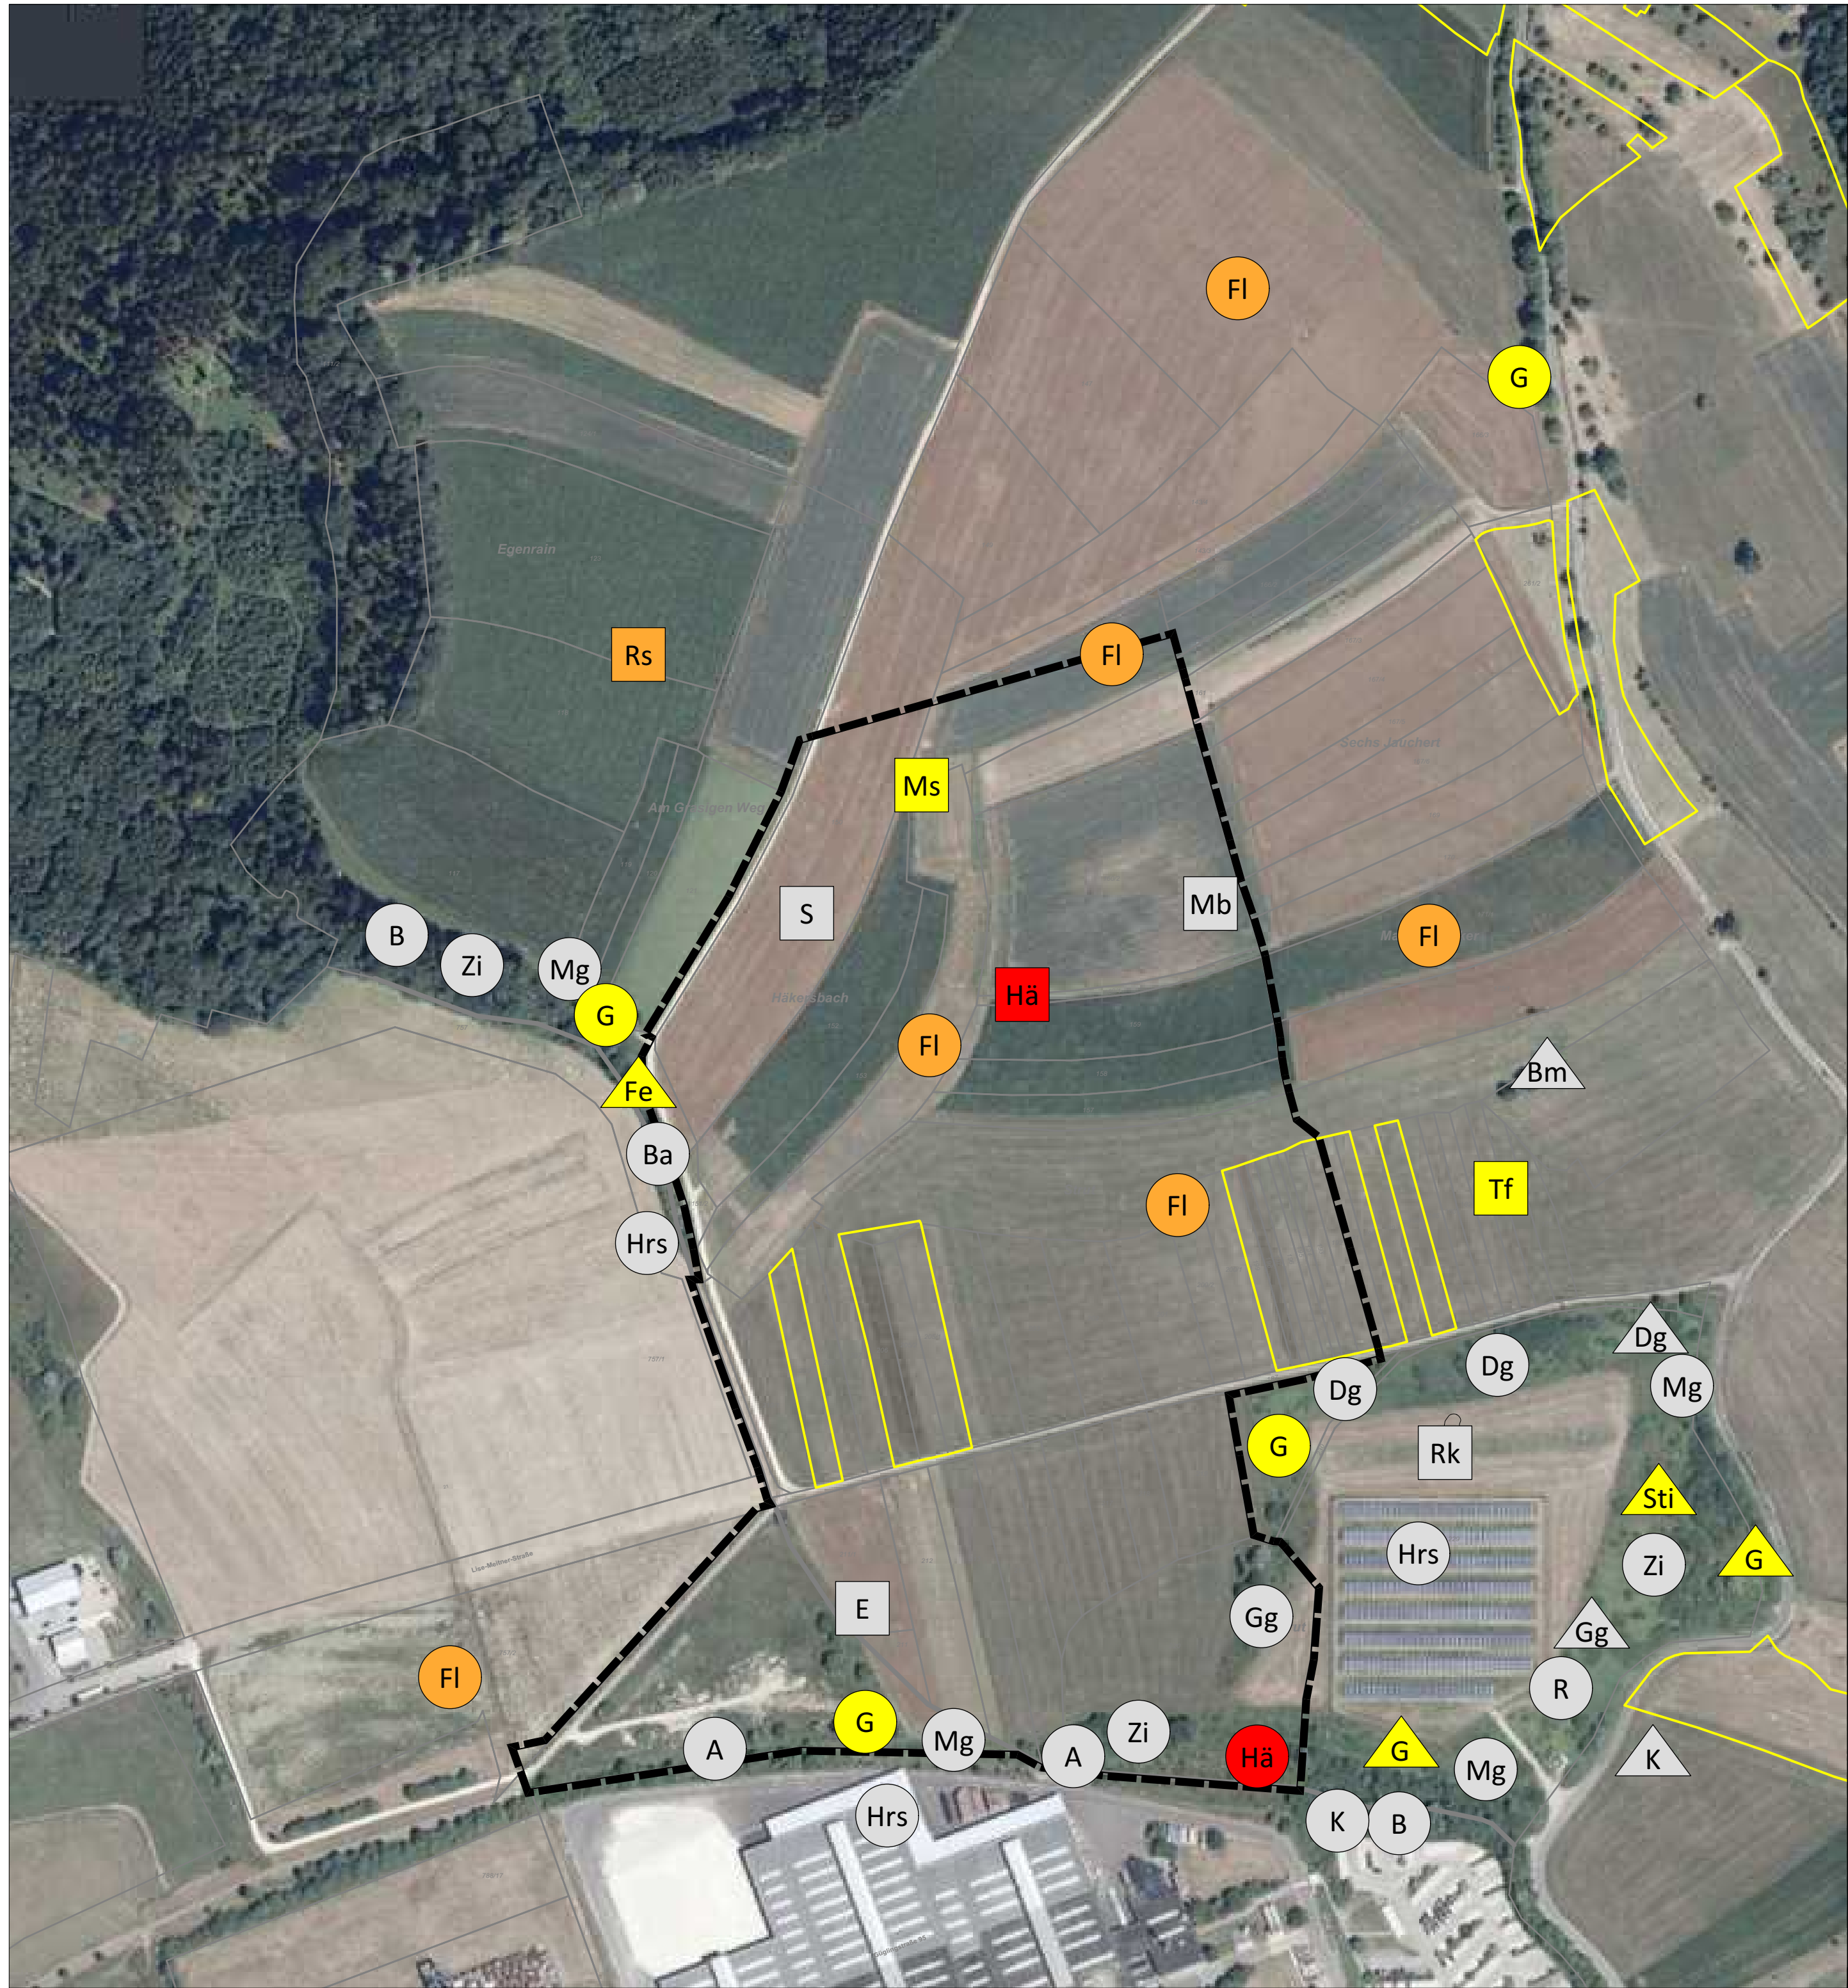 Fl
G
Egenrain
Rs
Fl
Sechs Jauchert
Ms
S
Mb
B
Fl
Zi
Mg
Häkersbach
Hä
G
Fl
Bm
Fe
Ba
Tf
Fl
Hrs
Dg
Dg
Mg
Dg
G
Rk
Sti
Hrs
G
Zi
E
Gg
Gg
Fl
R
G
Zi
Mg
A
A
Hä
G
K
Mg
Hrs
K
B